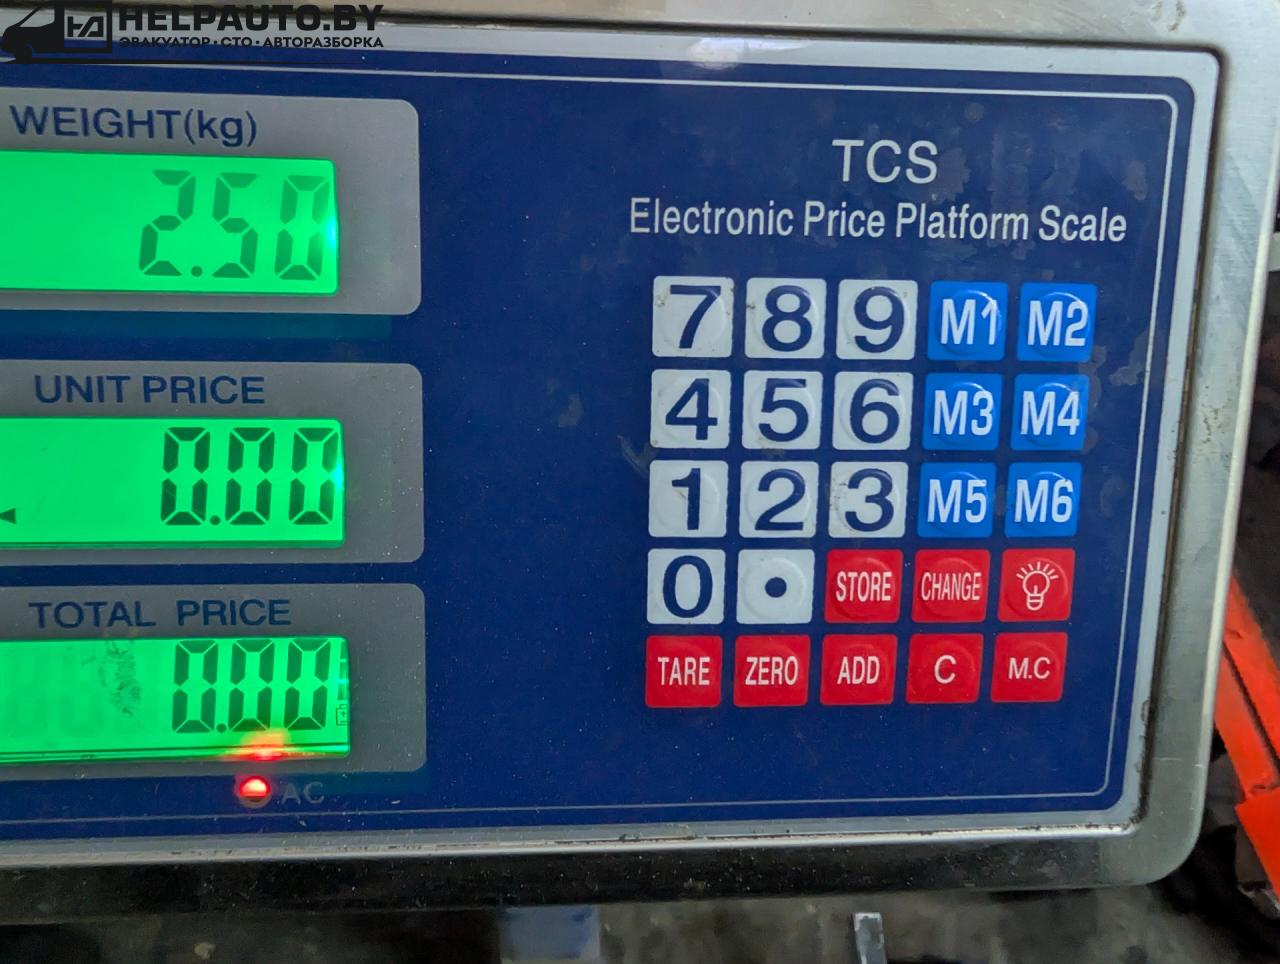 HELPAUTO.BY
ЭВАКУАТОР · СТО · АВТОРАЗБОРКА
WEIGHT(kg)
2.50
UNIT PRICE
0.00
TOTAL PRICE
0.00
AC
TCS
Electronic Price Platform Scale
7 8 9 M1 M2
4 5 6 M3 M4
1 2 3 M5 M6
0 . STORE CHANGE
TARE ZERO ADD C M.C